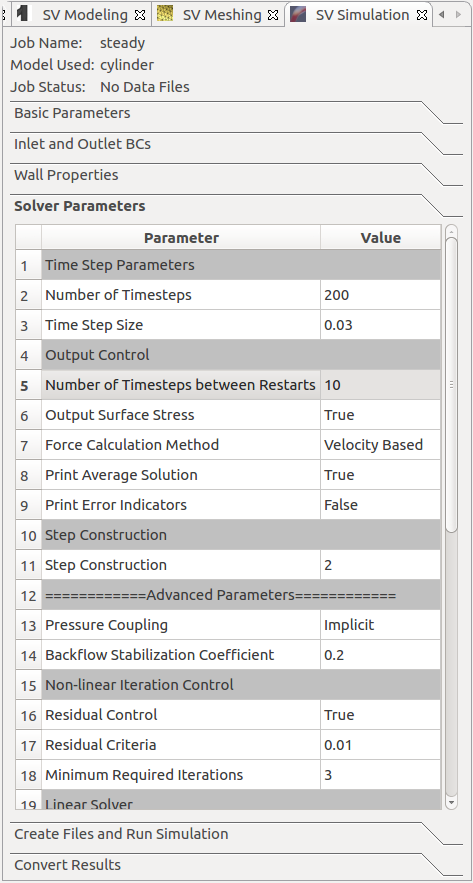 SV Modeling SV Meshing SV Simulation
Job Name: steady
Model Used: cylinder
Job Status: No Data Files
Basic Parameters
Inlet and Outlet BCs
Wall Properties
Solver Parameters
Parameter Value
1 Time Step Parameters
2 Number of Timesteps 200
3 Time Step Size 0.03
4 Output Control
5 Number of Timesteps between Restarts 10
6 Output Surface Stress True
7 Force Calculation Method Velocity Based
8 Print Average Solution True
9 Print Error Indicators False
10 Step Construction
11 Step Construction 2
12 ============Advanced Parameters============
13 Pressure Coupling Implicit
14 Backflow Stabilization Coefficient 0.2
15 Non-linear Iteration Control
16 Residual Control True
17 Residual Criteria 0.01
18 Minimum Required Iterations 3
19 Linear Solver
Create Files and Run Simulation
Convert Results